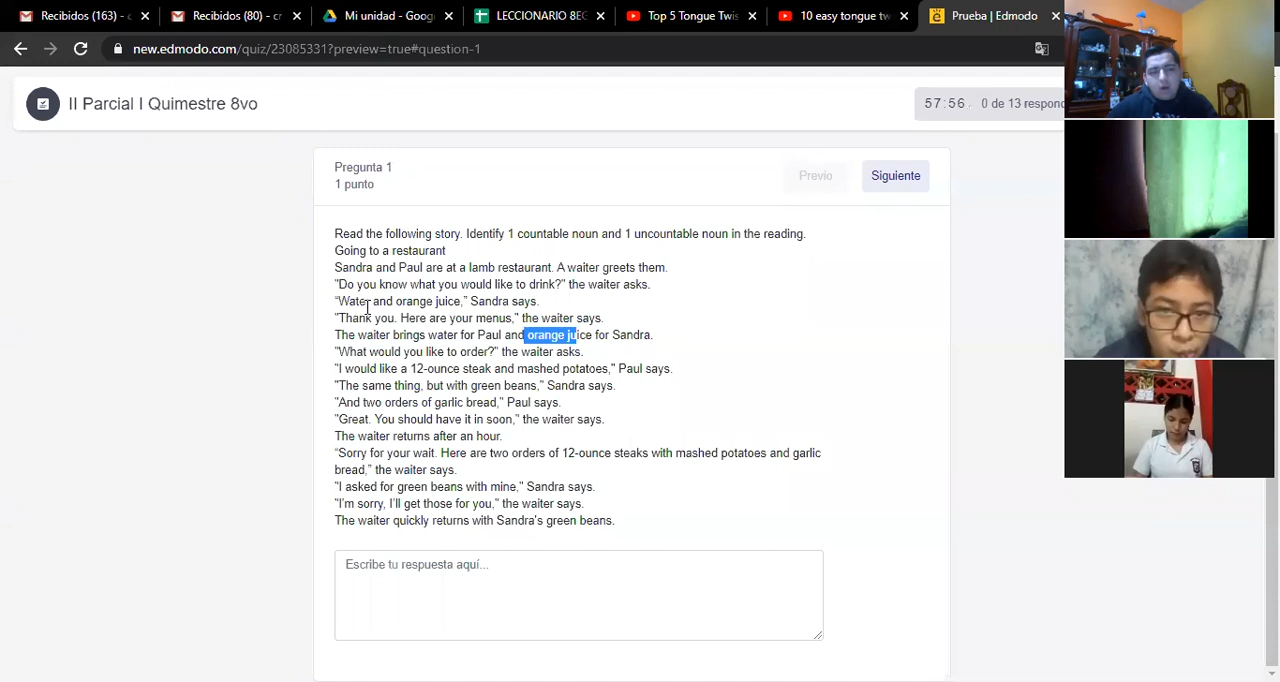 Recibidos (163) - c
Recibidos (80) - cr
Mi unidad - Goog
LECCIONARIO 8EG
Top 5 Tongue Twis
10 easy tongue tw
Prueba | Edmodo
new.edmodo.com/quiz/23085331?preview=true#question-1
II Parcial I Quimestre 8vo
57:56
0 de 13 respond
Pregunta 1
1 punto
Previo
Siguiente
Read the following story. Identify 1 countable noun and 1 uncountable noun in the reading.
Going to a restaurant
Sandra and Paul are at a lamb restaurant. A waiter greets them.
"Do you know what you would like to drink?" the waiter asks.
“Water and orange juice,” Sandra says.
"Thank you. Here are your menus,” the waiter says.
The waiter brings water for Paul and orange juice for Sandra.
"What would you like to order?" the waiter asks.
"I would like a 12-ounce steak and mashed potatoes,” Paul says.
"The same thing, but with green beans,” Sandra says.
"And two orders of garlic bread,” Paul says.
"Great. You should have it in soon,” the waiter says.
The waiter returns after an hour.
“Sorry for your wait. Here are two orders of 12-ounce steaks with mashed potatoes and garlic
bread,” the waiter says.
"I asked for green beans with mine,” Sandra says.
"I’m sorry, I’ll get those for you,” the waiter says.
The waiter quickly returns with Sandra's green beans.
Escribe tu respuesta aquí...